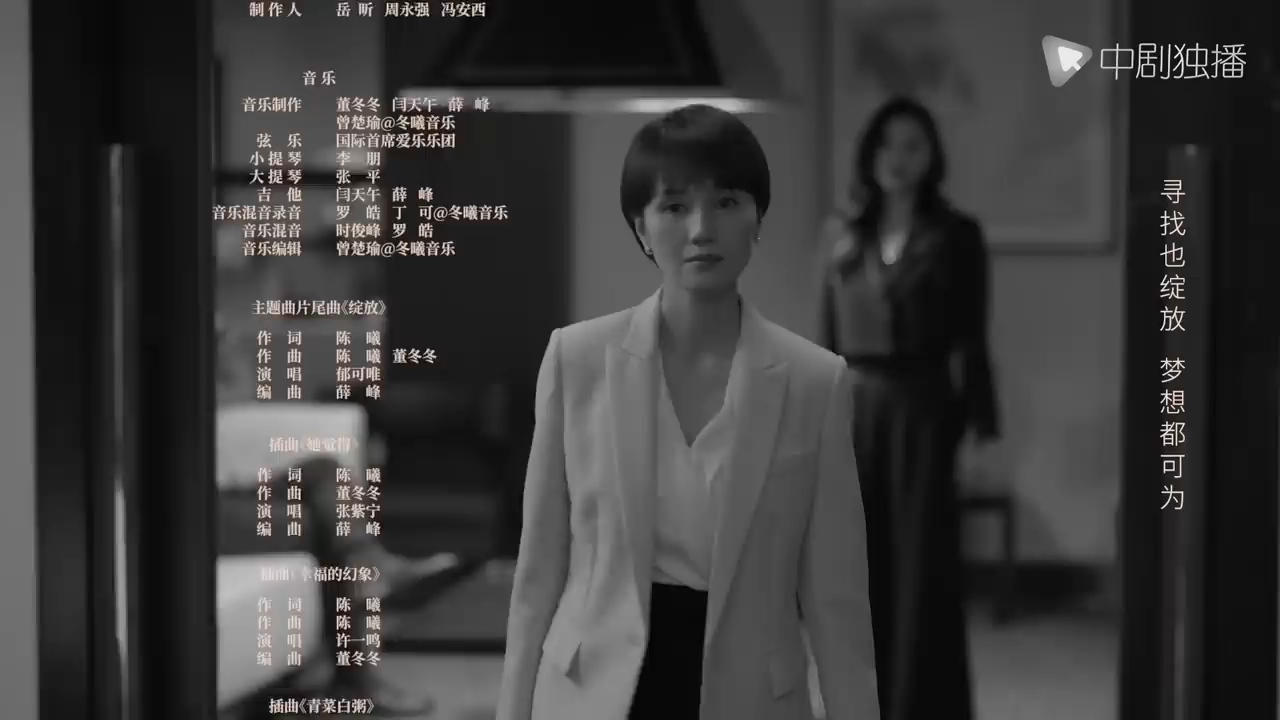 制作人 岳昕 周永强 冯安西
中剧独播
音乐
音乐制作 董冬冬 闫天午 薛峰
曾楚瑜@冬曦音乐
弦乐 国际首席爱乐乐团
小提琴 李朋
大提琴 张平
吉他 闫天午 薛峰
音乐混音录音 罗皓 丁可@冬曦音乐
音乐混音 时俊峰 罗皓
音乐编辑 曾楚瑜@冬曦音乐
主题曲片尾曲《绽放》
作词 陈曦
作曲 陈曦 董冬冬
演唱 郁可唯
编曲 薛峰
插曲《她觉得》
作词 陈曦
作曲 董冬冬
演唱 张紫宁
编曲 薛峰
插曲《幸福的幻象》
作词 陈曦
作曲 陈曦
演唱 许一鸣
编曲 董冬冬
插曲《青菜白粥》
寻找也绽放 梦想都可为